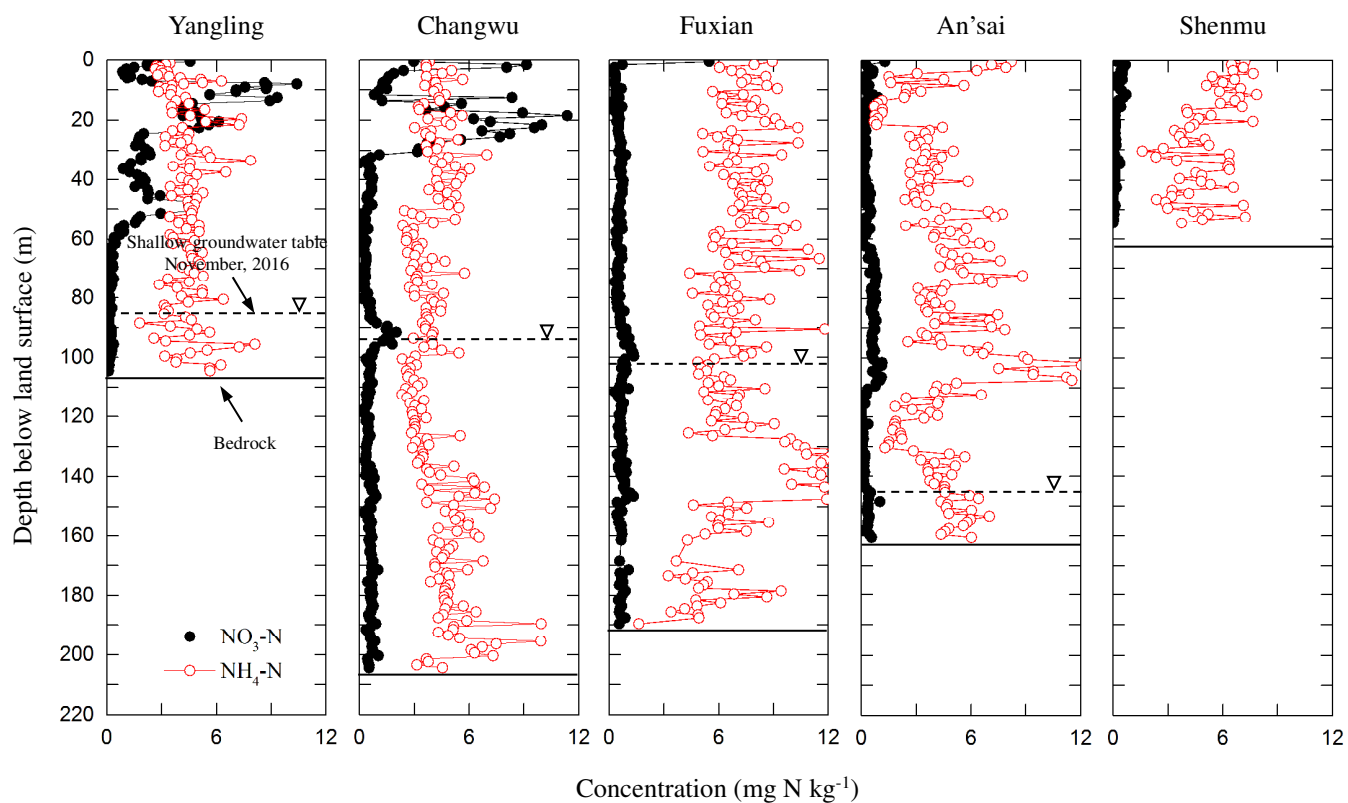 Yangling
Changwu
Fuxian
An'sai
Shenmu
Depth below land surface (m)
0
20
40
60
80
100
120
140
160
180
200
220
Shallow groundwater table
November, 2016
Bedrock
NO3-N
NH4-N
0 6 12
0 6 12
0 6 12
0 6 12
0 6 12
Concentration (mg N kg-1)